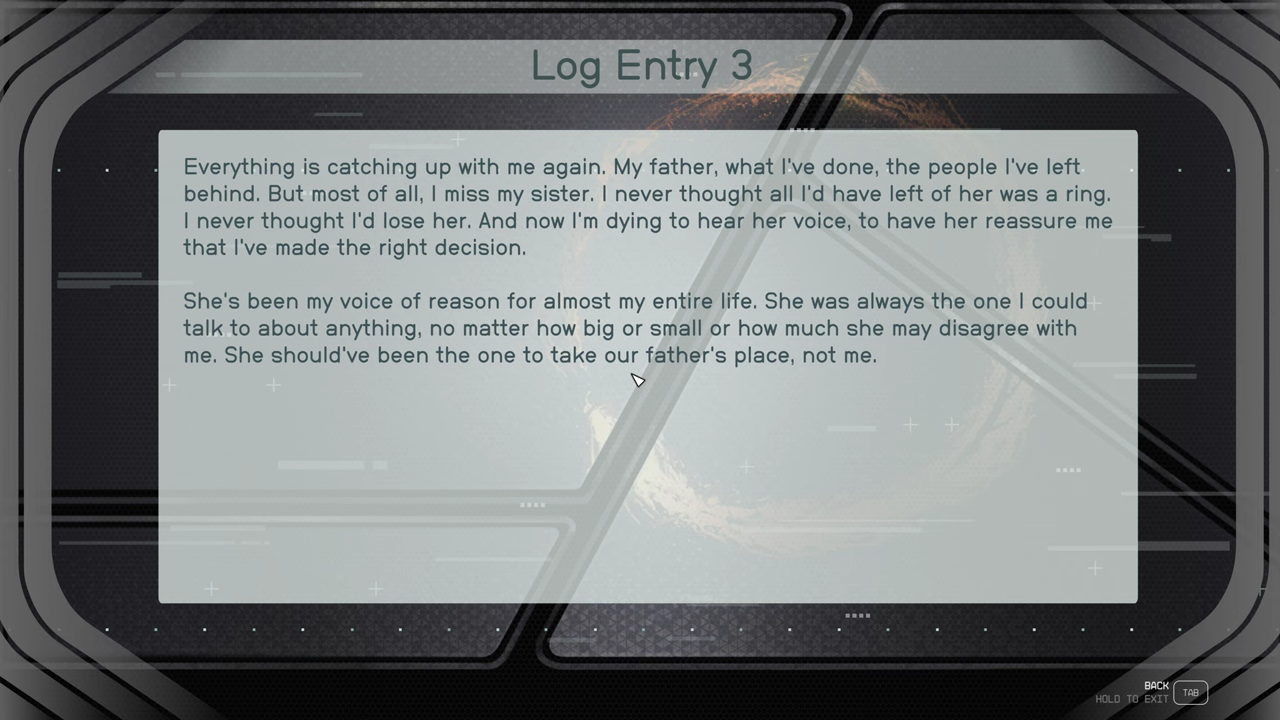 Log Entry 3
Everything is catching up with me again. My father, what I've done, the people I've left
behind. But most of all, I miss my sister. I never thought all I'd have left of her was a ring.
I never thought I'd lose her. And now I'm dying to hear her voice, to have her reassure me
that I've made the right decision.
She's been my voice of reason for almost my entire life. She was always the one I could
talk to about anything, no matter how big or small or how much she may disagree with
me. She should've been the one to take our father's place, not me.
BACK
HOLD TO EXIT TAB